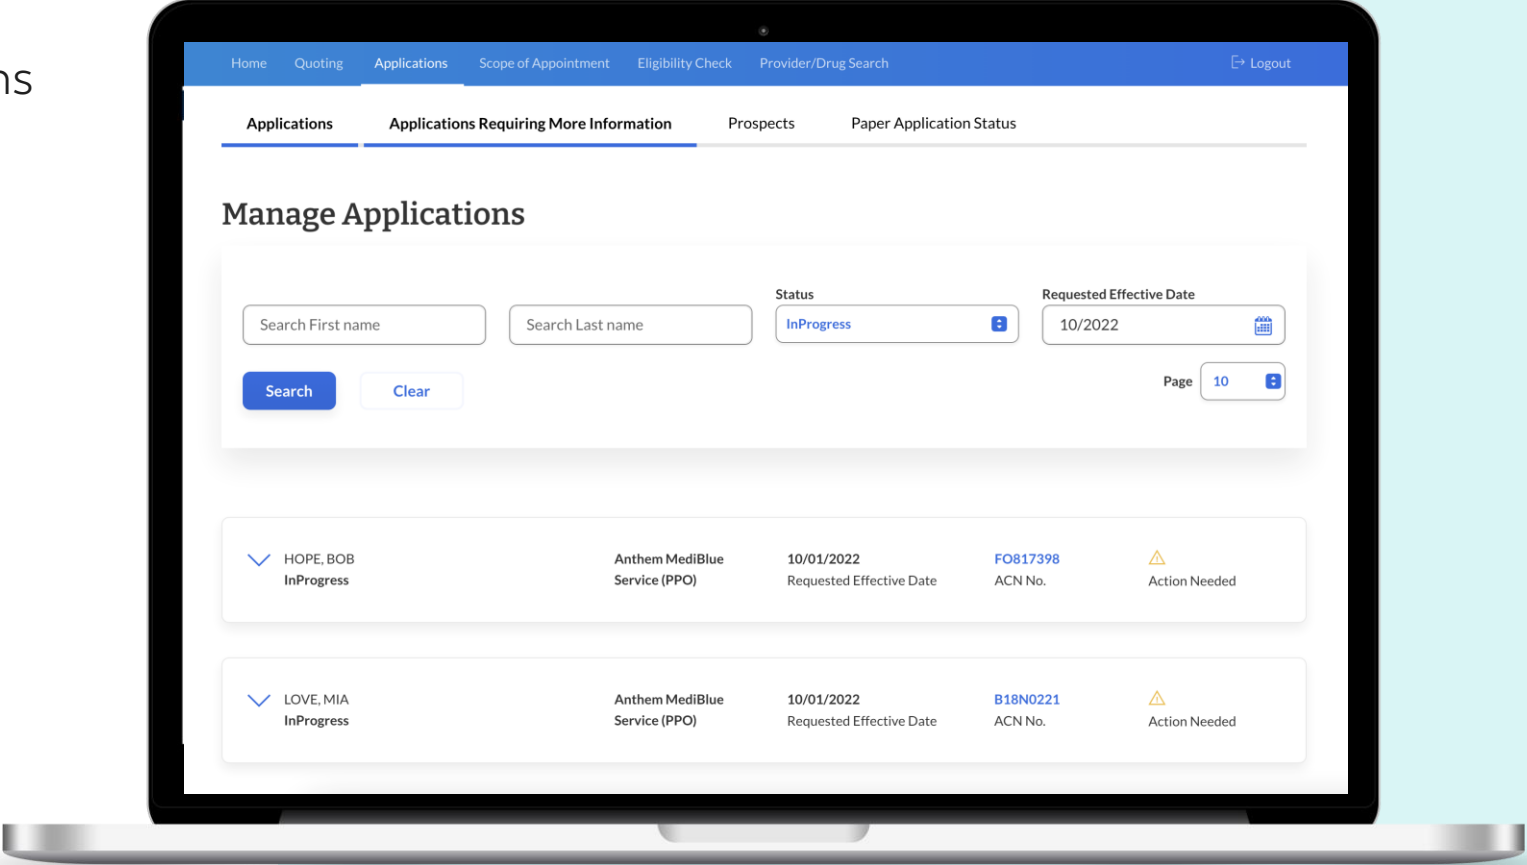 ns
Home Quoting Applications Scope of Appointment Eligibility Check Provider/Drug Search Logout
Applications Applications Requiring More Information Prospects Paper Application Status
Manage Applications
Status Requested Effective Date
Search First name Search Last name InProgress 10/2022
Search Clear Page 10
HOPE, BOB Anthem MediBlue 10/01/2022 FO817398
InProgress Service (PPO) Requested Effective Date ACN No. Action Needed
LOVE, MIA Anthem MediBlue 10/01/2022 B18N0221
InProgress Service (PPO) Requested Effective Date ACN No. Action Needed